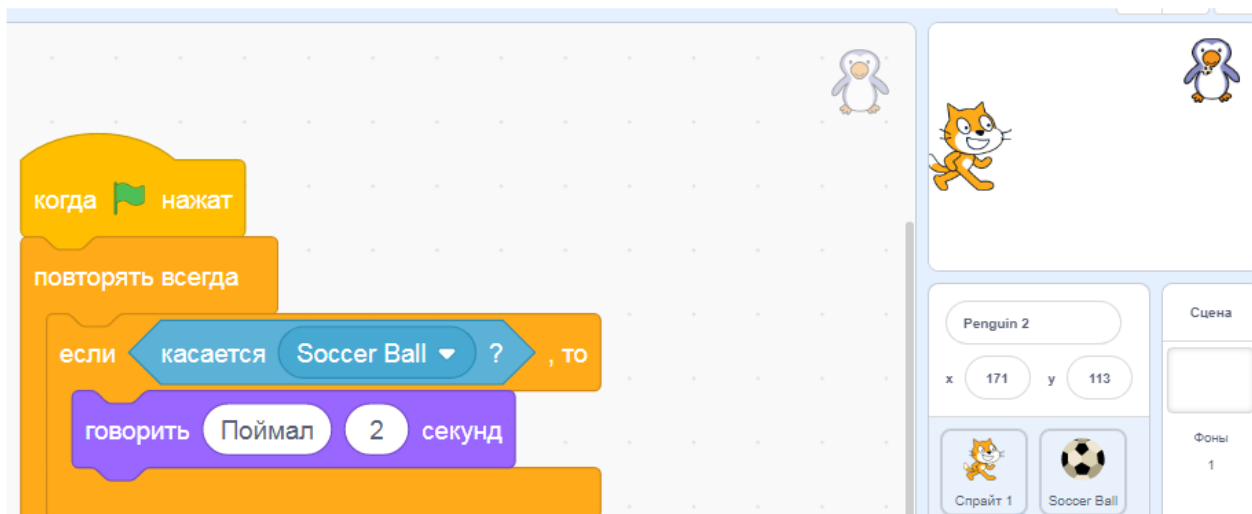 когда нажат
повторять всегда
если касается Soccer Ball ? , то
говорить Поймал 2 секунд
Penguin 2
x 171 y 113
Спрайт 1
Soccer Ball
Сцена
Фоны
1